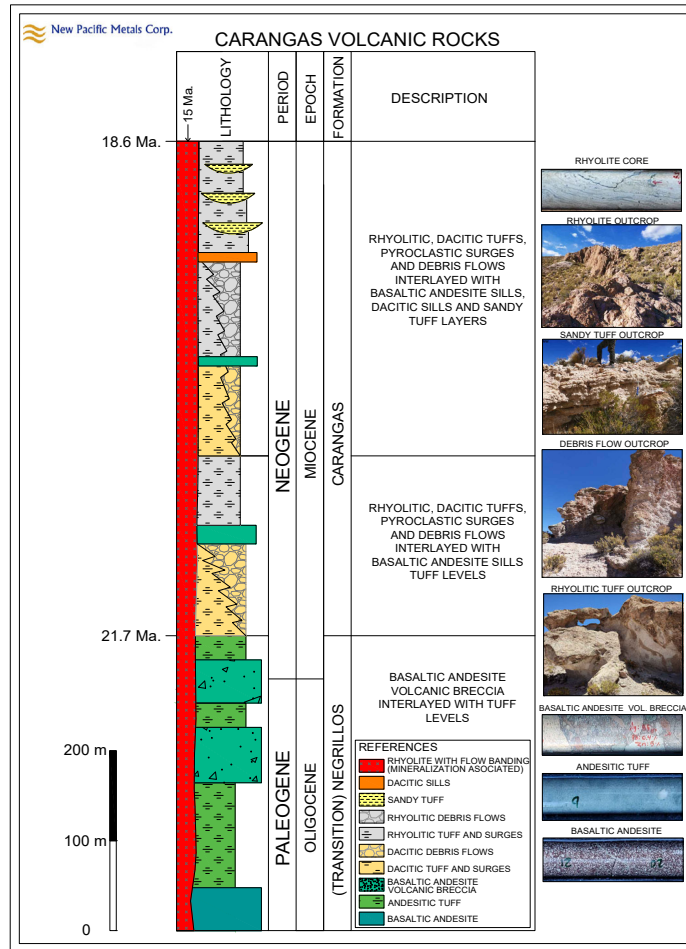 New Pacific Metals Corp.
CARANGAS VOLCANIC ROCKS
15 Ma.
LITHOLOGY
PERIOD
EPOCH
FORMATION
DESCRIPTION
18.6 Ma.
21.7 Ma.
200 m
100 m
0
NEOGENE
PALEOGENE
MIOCENE
OLIGOCENE
CARANGAS
(TRANSITION) NEGRILLOS
RHYOLITIC, DACITIC TUFFS,
PYROCLASTIC SURGES
AND DEBRIS FLOWS
INTERLAYED WITH
BASALTIC ANDESITE SILLS,
DACITIC SILLS AND SANDY
TUFF LAYERS
RHYOLITIC, DACITIC TUFFS,
PYROCLASTIC SURGES
AND DEBRIS FLOWS
INTERLAYED WITH
BASALTIC ANDESITE SILLS
TUFF LEVELS
BASALTIC ANDESITE
VOLCANIC BRECCIA
INTERLAYED WITH TUFF
LEVELS
REFERENCES
RHYOLITE WITH FLOW BANDING
(MINERALIZATION ASOCIATED)
DACITIC SILLS
SANDY TUFF
RHYOLITIC DEBRIS FLOWS
RHYOLITIC TUFF AND SURGES
DACITIC DEBRIS FLOWS
DACITIC TUFF AND SURGES
BASALTIC ANDESITE
VOLCANIC BRECCIA
ANDESITIC TUFF
BASALTIC ANDESITE
RHYOLITE CORE
RHYOLITE OUTCROP
SANDY TUFF OUTCROP
DEBRIS FLOW OUTCROP
RHYOLITIC TUFF OUTCROP
BASALTIC ANDESITE VOL. BRECCIA
ANDESITIC TUFF
BASALTIC ANDESITE